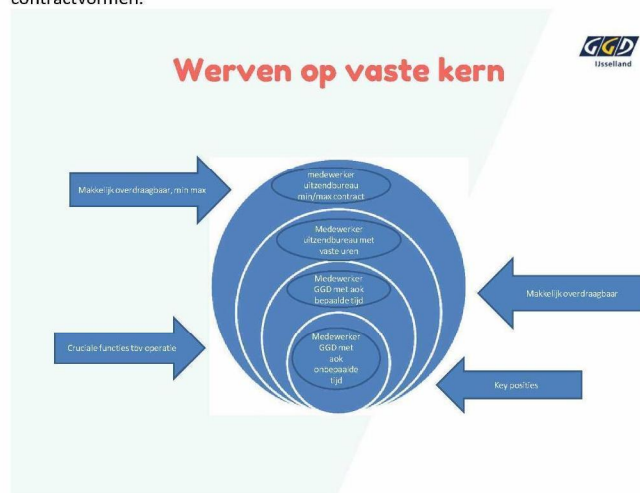 contractvormen:
GGD
IJsselland
Werven op vaste kern
medewerker
uitzendbureau
min/max contract
Makkelijk overdraagbaar, min max
Medewerker
uitzendbureau met
vaste uren
Medewerker
GGD met aok
bepaalde tijd
Makkelijk overdraagbaar
Cruciale functies tbv operatie
Medewerker
GGD met
aok
onbepaalde
tijd
Key posities